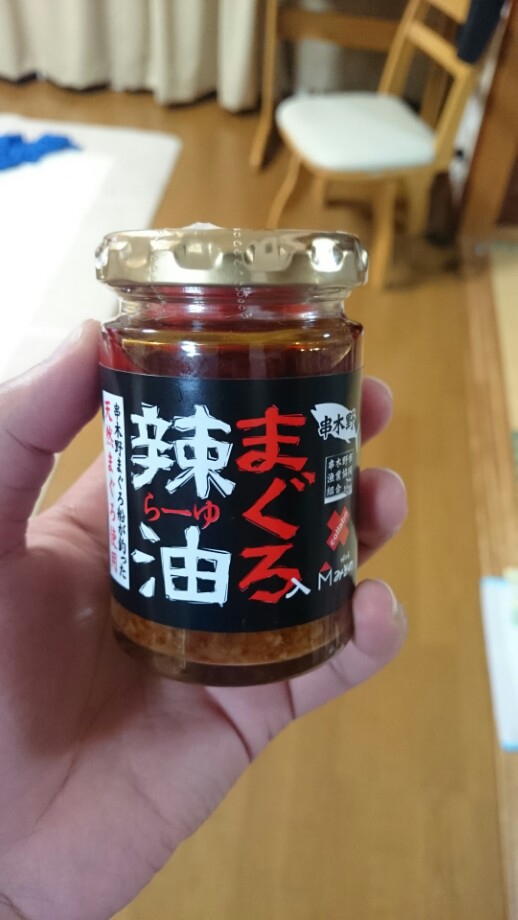 串木野
串木野市
漁業協同
組合
まぐろ入
辣油
らーゆ
串木野まぐろ船が釣った
天然まぐろ使用